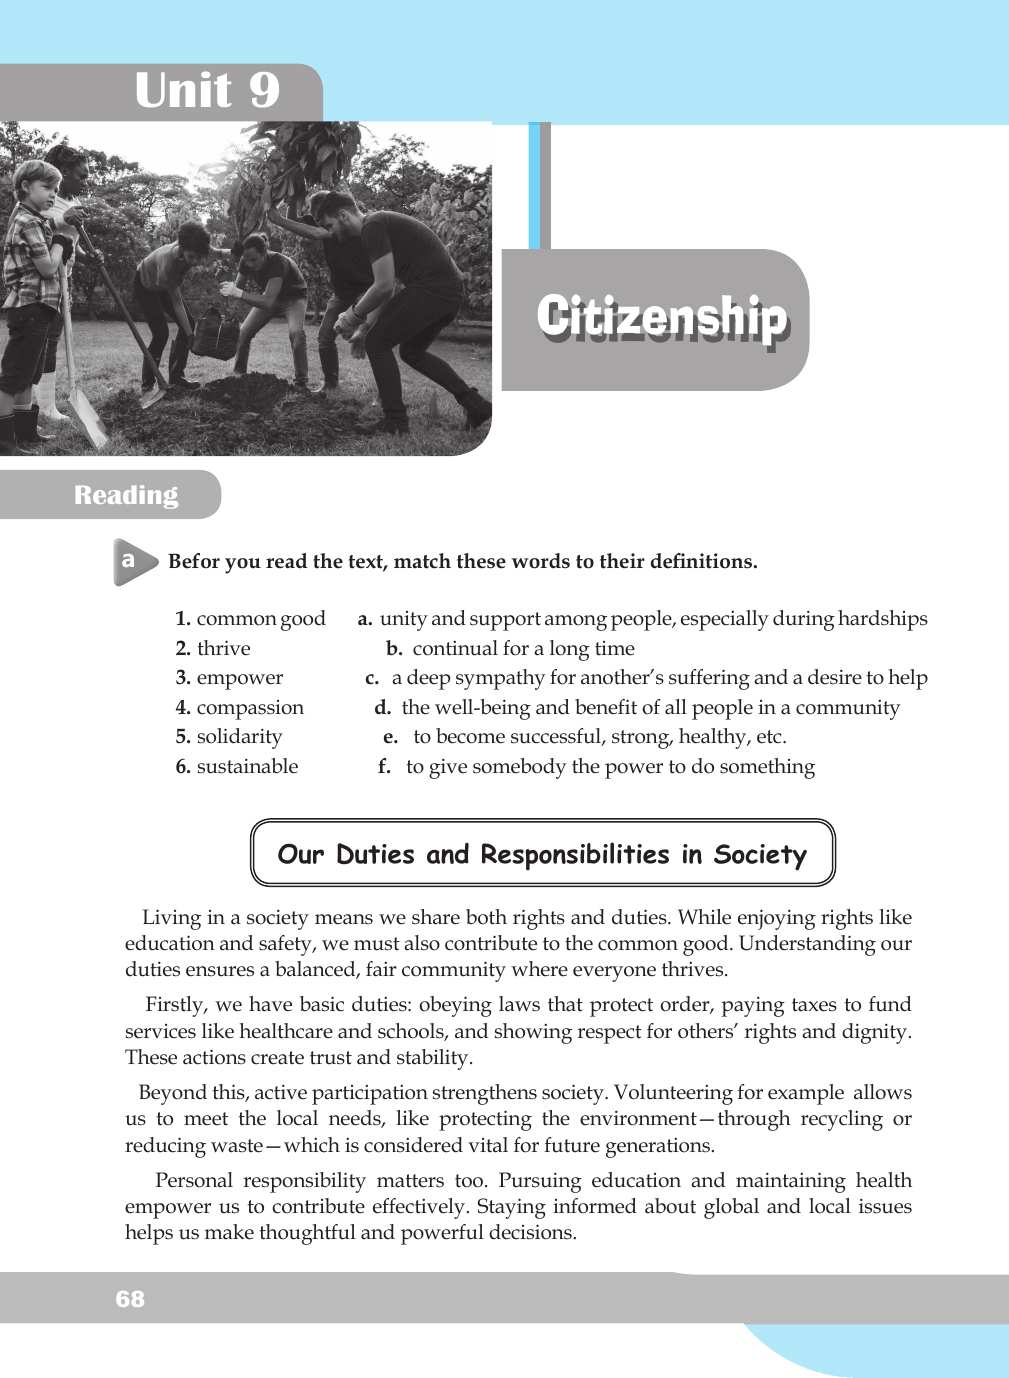 Unit 9
Citizenship
Reading
a Befor you read the text, match these words to their definitions.
1. common good a. unity and support among people, especially during hardships
2. thrive b. continual for a long time
3. empower c. a deep sympathy for another's suffering and a desire to help
4. compassion d. the well-being and benefit of all people in a community
5. solidarity e. to become successful, strong, healthy, etc.
6. sustainable f. to give somebody the power to do something
Our Duties and Responsibilities in Society
Living in a society means we share both rights and duties. While enjoying rights like
education and safety, we must also contribute to the common good. Understanding our
duties ensures a balanced, fair community where everyone thrives.
Firstly, we have basic duties: obeying laws that protect order, paying taxes to fund
services like healthcare and schools, and showing respect for others' rights and dignity.
These actions create trust and stability.
Beyond this, active participation strengthens society. Volunteering for example allows
us to meet the local needs, like protecting the environment—through recycling or
reducing waste—which is considered vital for future generations.
Personal responsibility matters too. Pursuing education and maintaining health
empower us to contribute effectively. Staying informed about global and local issues
helps us make thoughtful and powerful decisions.
68